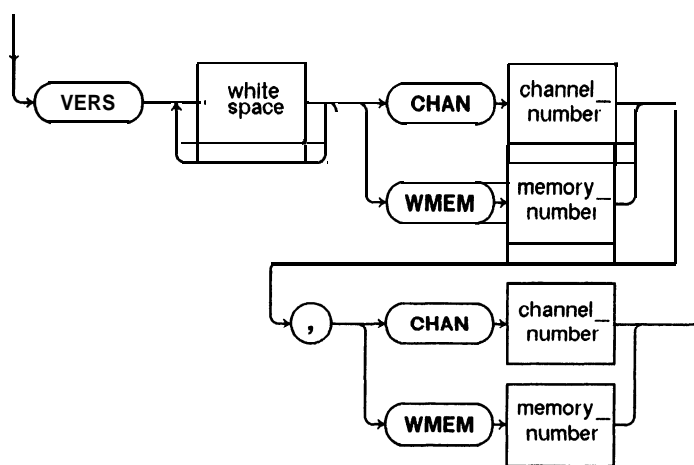 VERS
white
space
CHAN
channel_
number
WMEM
memory_
number
,
CHAN
channel_
number
WMEM
memory_
number